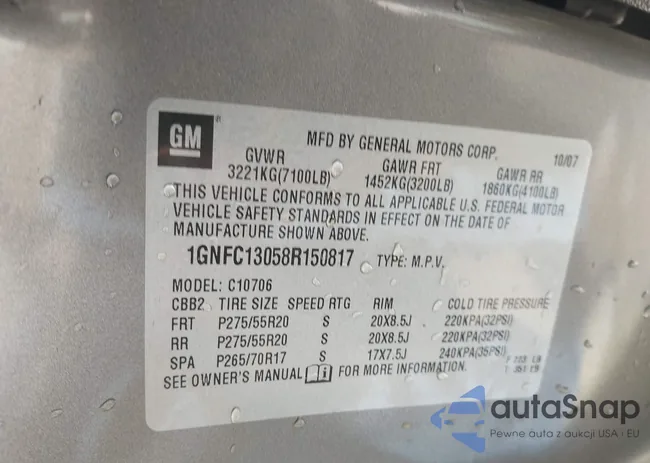 GM
MFD BY GENERAL MOTORS CORP. 10/07
GVWR GAWR FRT GAWR RR
3221KG(7100LB) 1452KG(3200LB) 1860KG(4100LB)
THIS VEHICLE CONFORMS TO ALL APPLICABLE U.S. FEDERAL MOTOR
VEHICLE SAFETY STANDARDS IN EFFECT ON THE DATE OF
MANUFACTURE SHOWN ABOVE.
1GNFC13058R150817 TYPE: M.P.V.
MODEL: C10706
CBB2 TIRE SIZE SPEED RTG RIM COLD TIRE PRESSURE
FRT P275/55R20 S 20X8.5J 220KPA(32PSI)
RR P275/55R20 S 20X8.5J 220KPA(32PSI)
SPA P265/70R17 S 17X7.5J 240KPA(35PSI)
SEE OWNER'S MANUAL FOR MORE INFORMATION.
autaSnap
Pewne auta z aukcji USA i EU